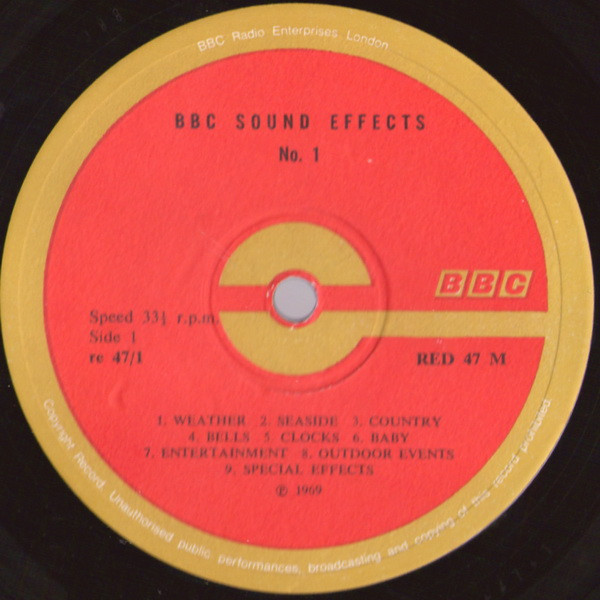 BBC Radio Enterprises, London
BBC SOUND EFFECTS
No. 1
BBC
Speed 33⅓ r.p.m.
Side 1
re 47/1
RED 47 M
1. WEATHER 2. SEASIDE 3. COUNTRY
4. BELLS 5. CLOCKS 6. BABY
7. ENTERTAINMENT 8. OUTDOOR EVENTS
9. SPECIAL EFFECTS
℗ 1969
Copyright Record. Unauthorised public performances, broadcasting and copying of this record prohibited.